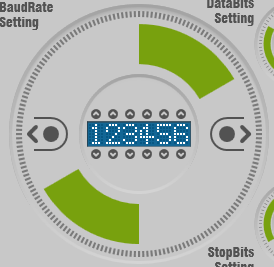 BaudRate
Setting
DataBits
Setting
123456
StopBits
Setting